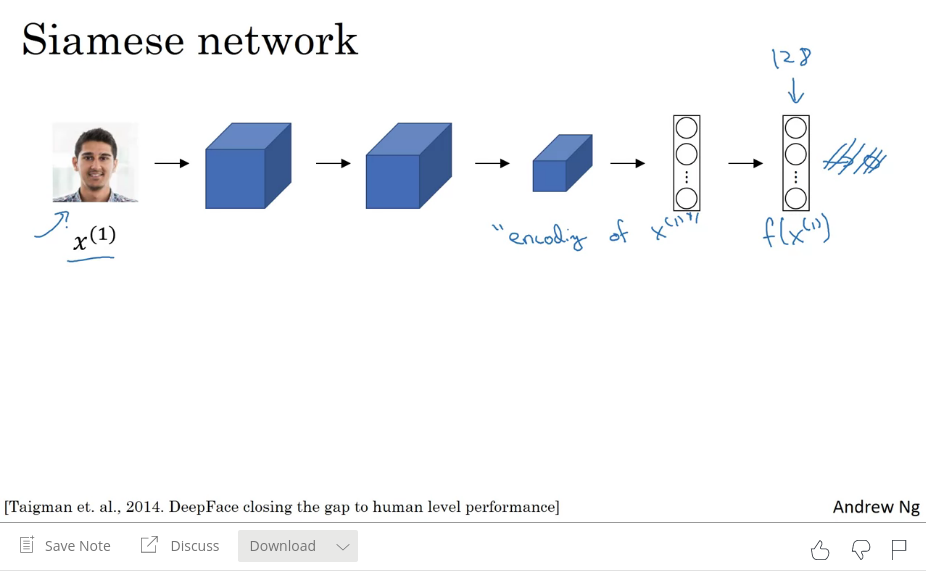 Siamese network
128
"encoding of x(1)"
f(x(1))
x(1)
[Taigman et. al., 2014. DeepFace closing the gap to human level performance]
Andrew Ng
Save Note
Discuss
Download